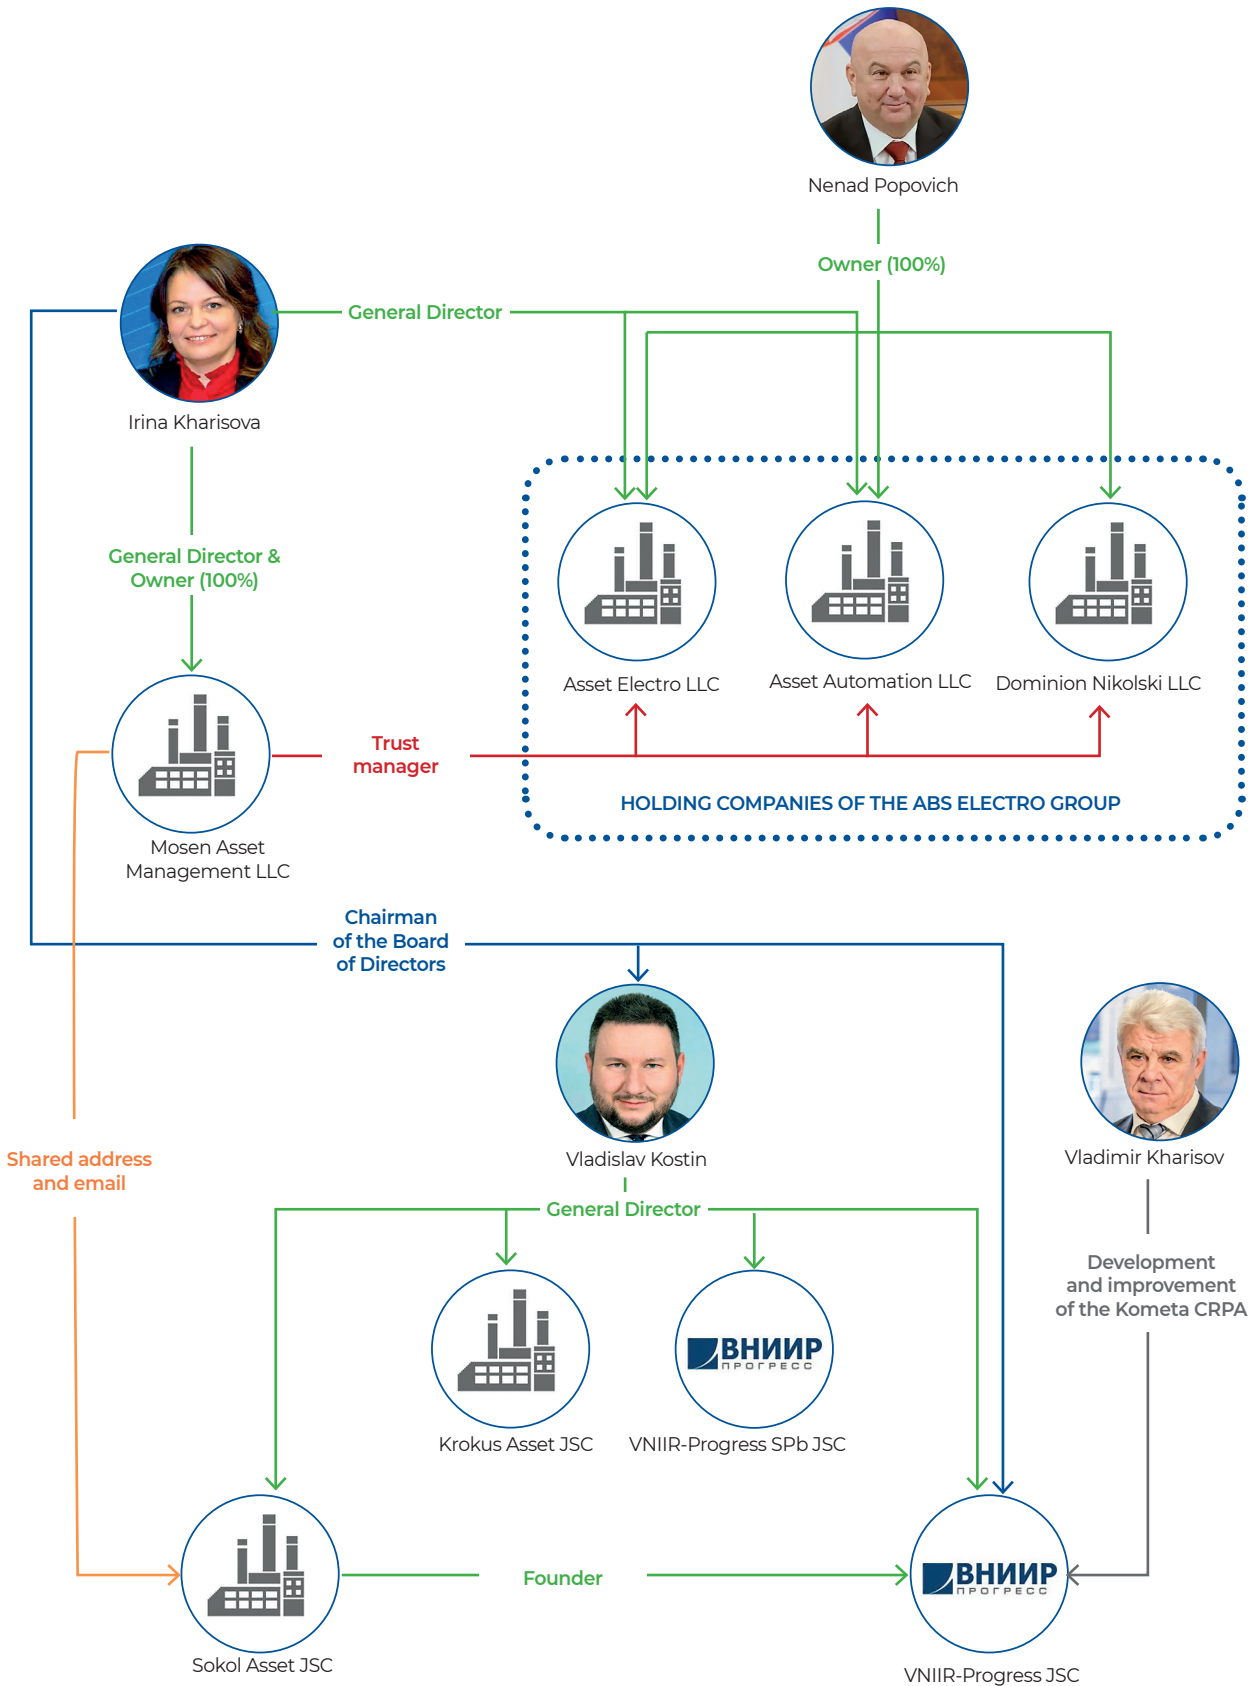 Nenad Popovich
Owner (100%)
General Director
Irina Kharisova
General Director &
Owner (100%)
Asset Electro LLC
Asset Automation LLC
Dominion Nikolski LLC
Trust
manager
HOLDING COMPANIES OF THE ABS ELECTRO GROUP
Mosen Asset
Management LLC
Chairman
of the Board
of Directors
Vladislav Kostin
Vladimir Kharisov
Shared address
and email
General Director
Development
and improvement
of the Kometa CRPA
ВНИИР
ПРОГРЕСС
Krokus Asset JSC
VNIIR-Progress SPb JSC
Founder
ВНИИР
ПРОГРЕСС
Sokol Asset JSC
VNIIR-Progress JSC